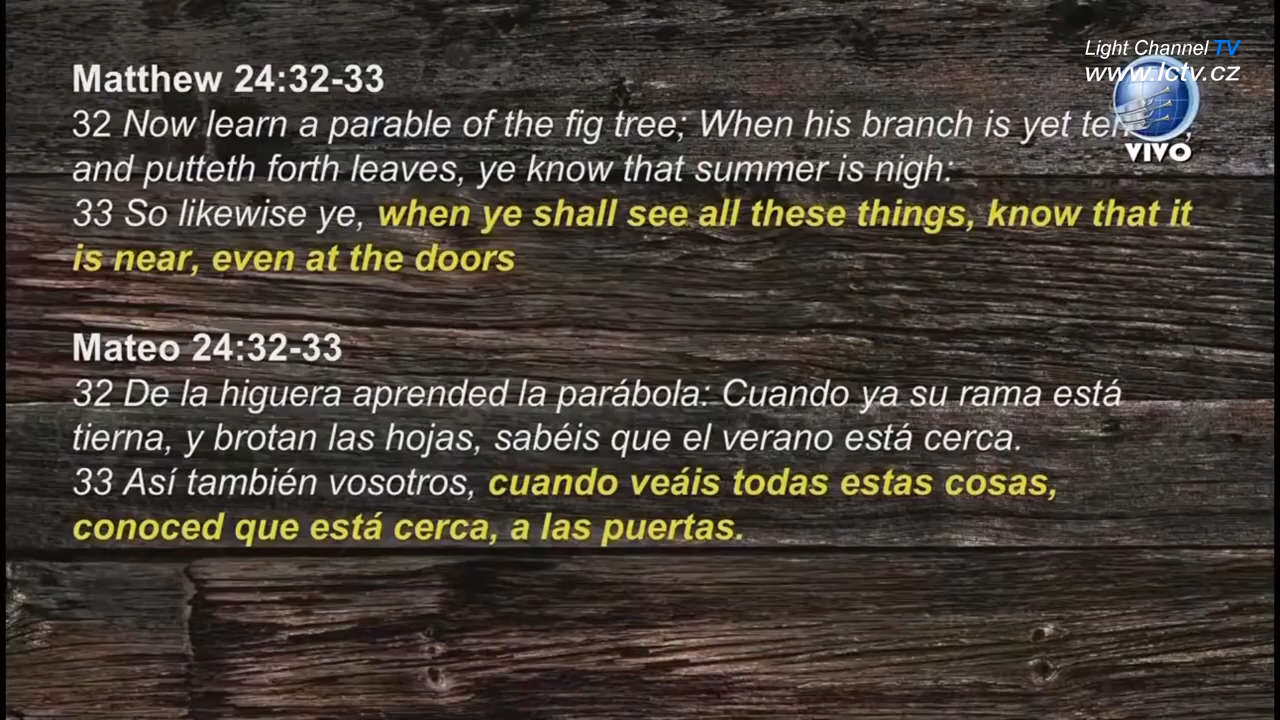 Light Channel TV
www.lctv.cz
VIVO
Matthew 24:32-33
32 Now learn a parable of the fig tree; When his branch is yet
and putteth forth leaves, ye know that summer is nigh:
33 So likewise ye, when ye shall see all these things, know that it
is near, even at the doors
Mateo 24:32-33
32 De la higuera aprended la parábola: Cuando ya su rama está
tierna, y brotan las hojas, sabéis que el verano está cerca.
33 Así también vosotros, cuando veáis todas estas cosas,
conoced que está cerca, a las puertas.